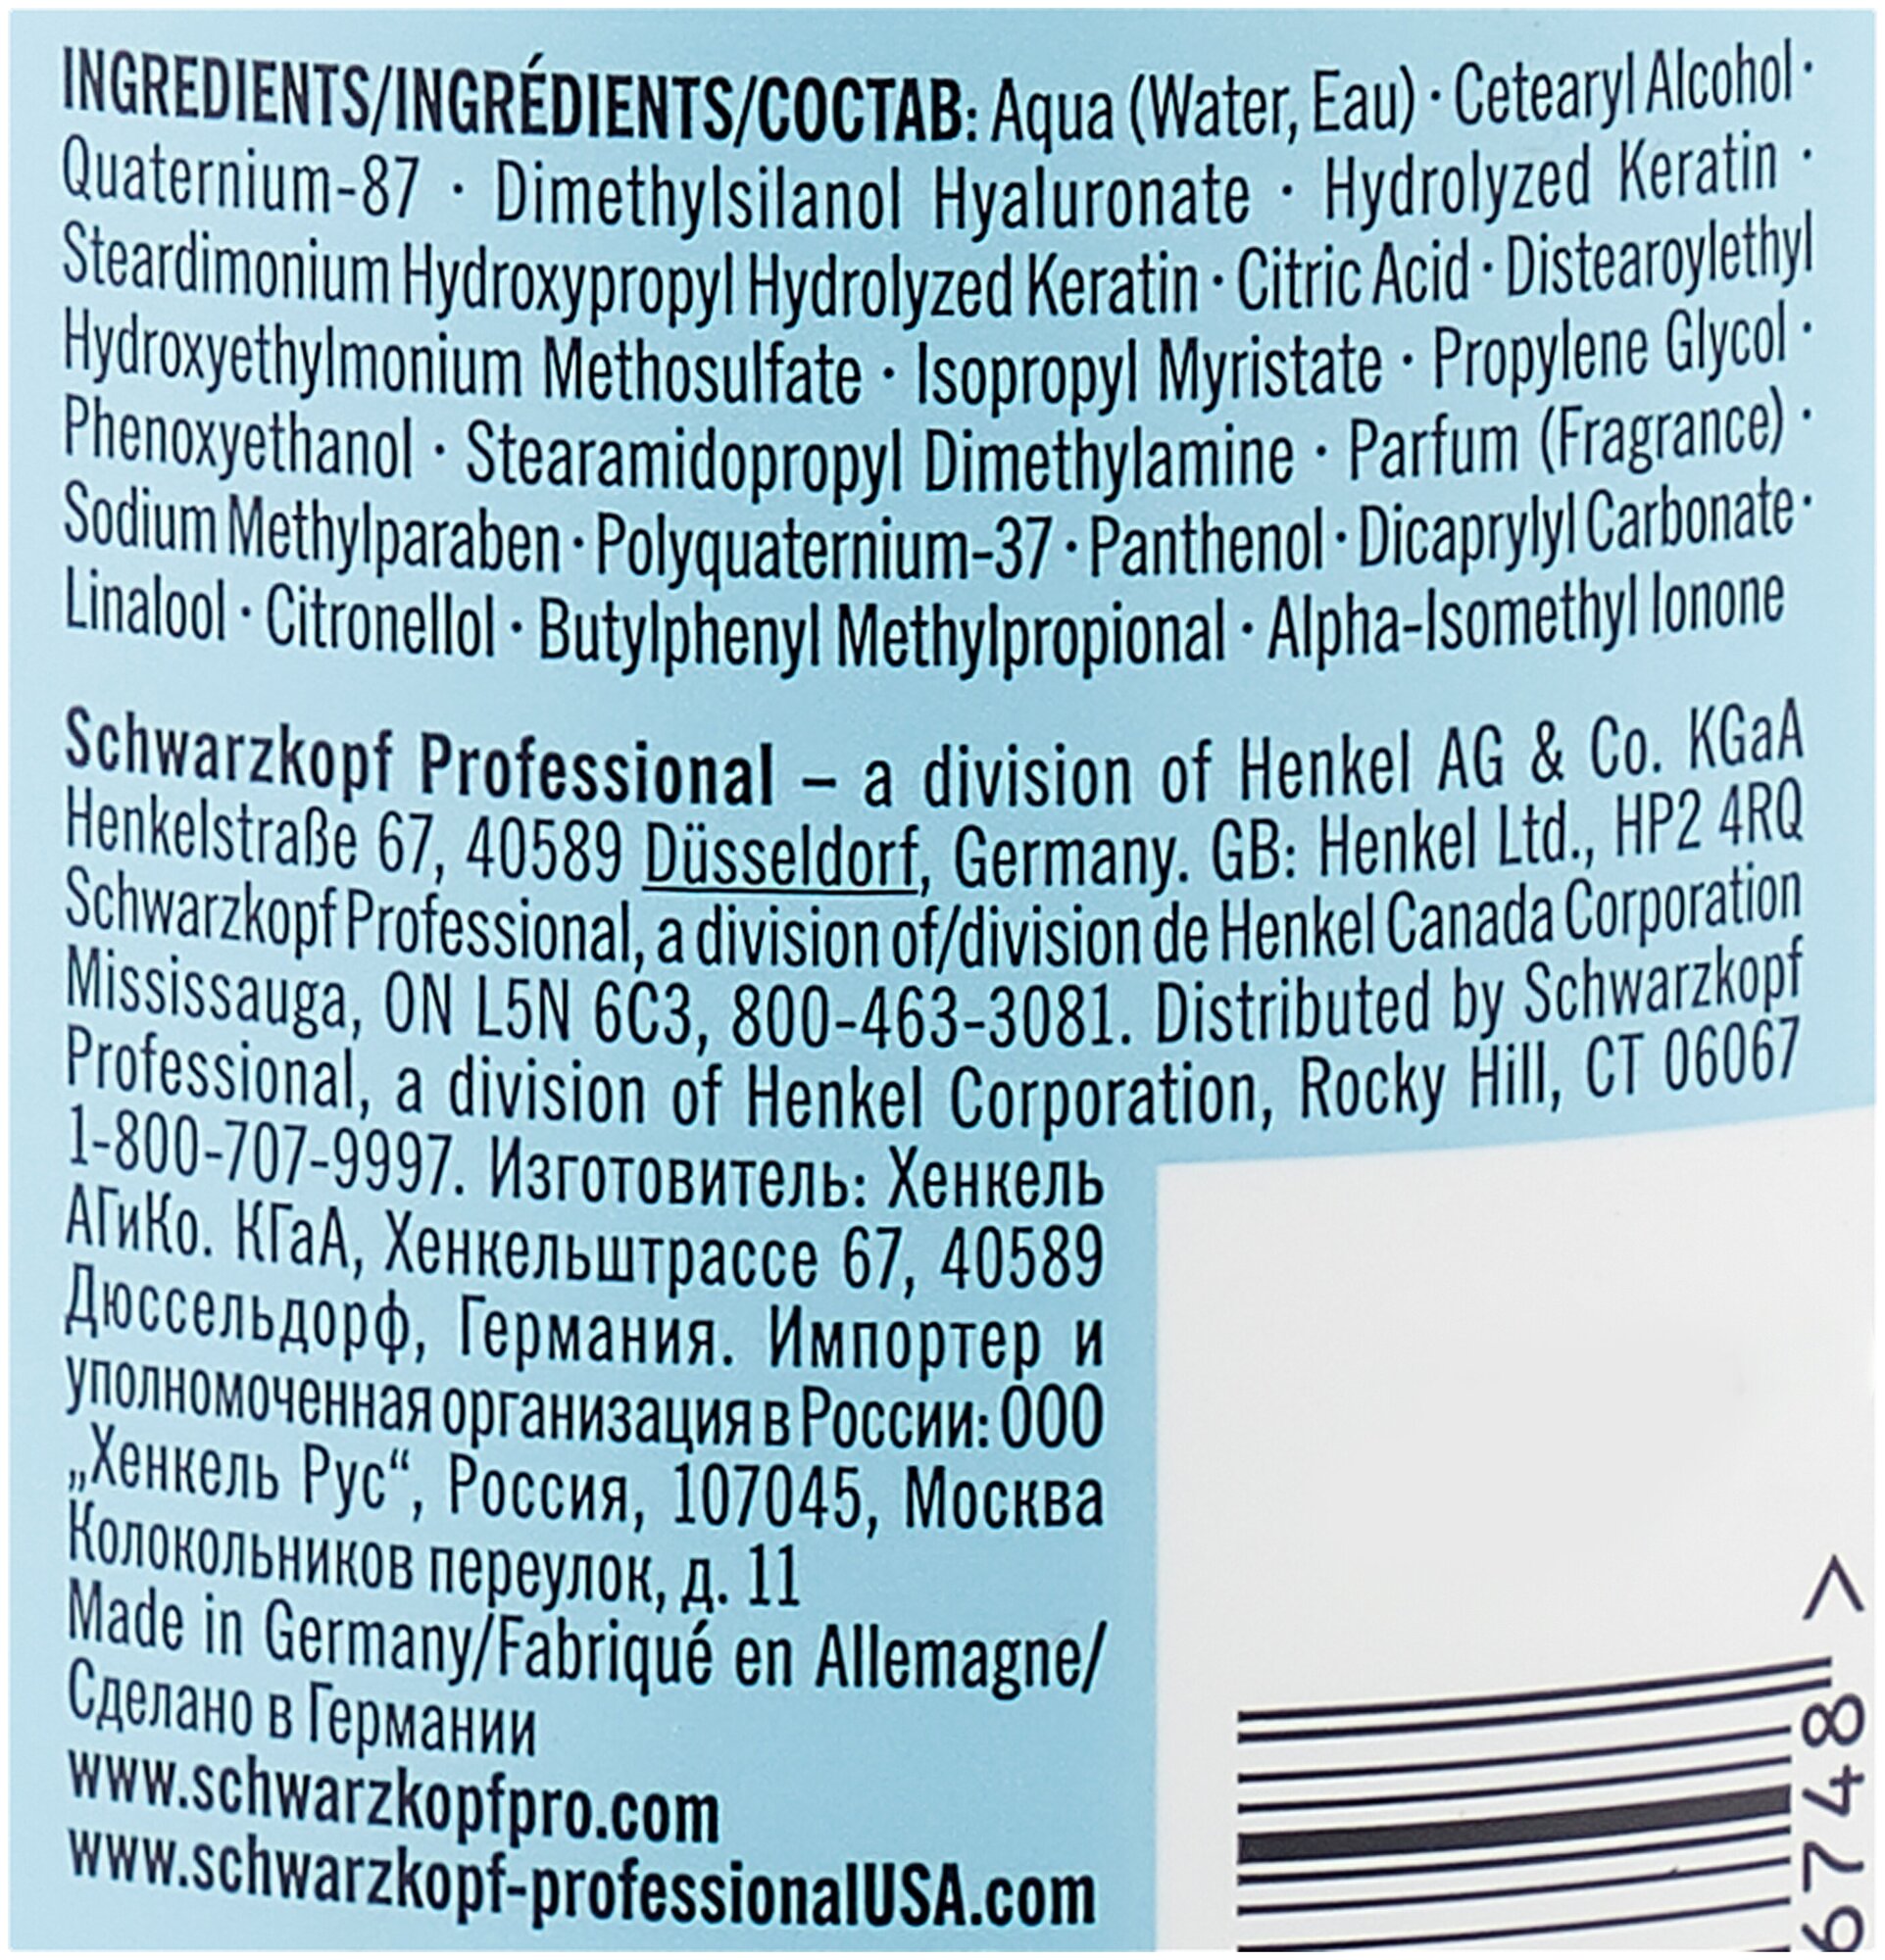 INGREDIENTS/INGRÉDIENTS/СОСТАВ: Aqua (Water, Eau) · Cetearyl Alcohol ·
Quaternium-87 · Dimethylsilanol Hyaluronate · Hydrolyzed Keratin ·
Steardimonium Hydroxypropyl Hydrolyzed Keratin · Citric Acid · Distearoylethyl
Hydroxyethylmonium Methosulfate · Isopropyl Myristate · Propylene Glycol ·
Phenoxyethanol · Stearamidopropyl Dimethylamine · Parfum (Fragrance) ·
Sodium Methylparaben · Polyquaternium-37 · Panthenol · Dicaprylyl Carbonate ·
Linalool · Citronellol · Butylphenyl Methylpropional · Alpha-Isomethyl Ionone
Schwarzkopf Professional – a division of Henkel AG & Co. KGaA
Henkelstraße 67, 40589 Düsseldorf, Germany. GB: Henkel Ltd., HP2 4RQ
Schwarzkopf Professional, a division of/division de Henkel Canada Corporation
Mississauga, ON L5N 6C3, 800-463-3081. Distributed by Schwarzkopf
Professional, a division of Henkel Corporation, Rocky Hill, CT 06067
1-800-707-9997. Изготовитель: Хенкель
АГиКо. КГаА, Хенкельштрассе 67, 40589
Дюссельдорф, Германия. Импортер и
уполномоченная организация в России: ООО
„Хенкель Рус“, Россия, 107045, Москва
Колокольников переулок, д. 11
Made in Germany/Fabriqué en Allemagne/
Сделано в Германии
www.schwarzkopfpro.com
www.schwarzkopf-professionalUSA.com
6748 >